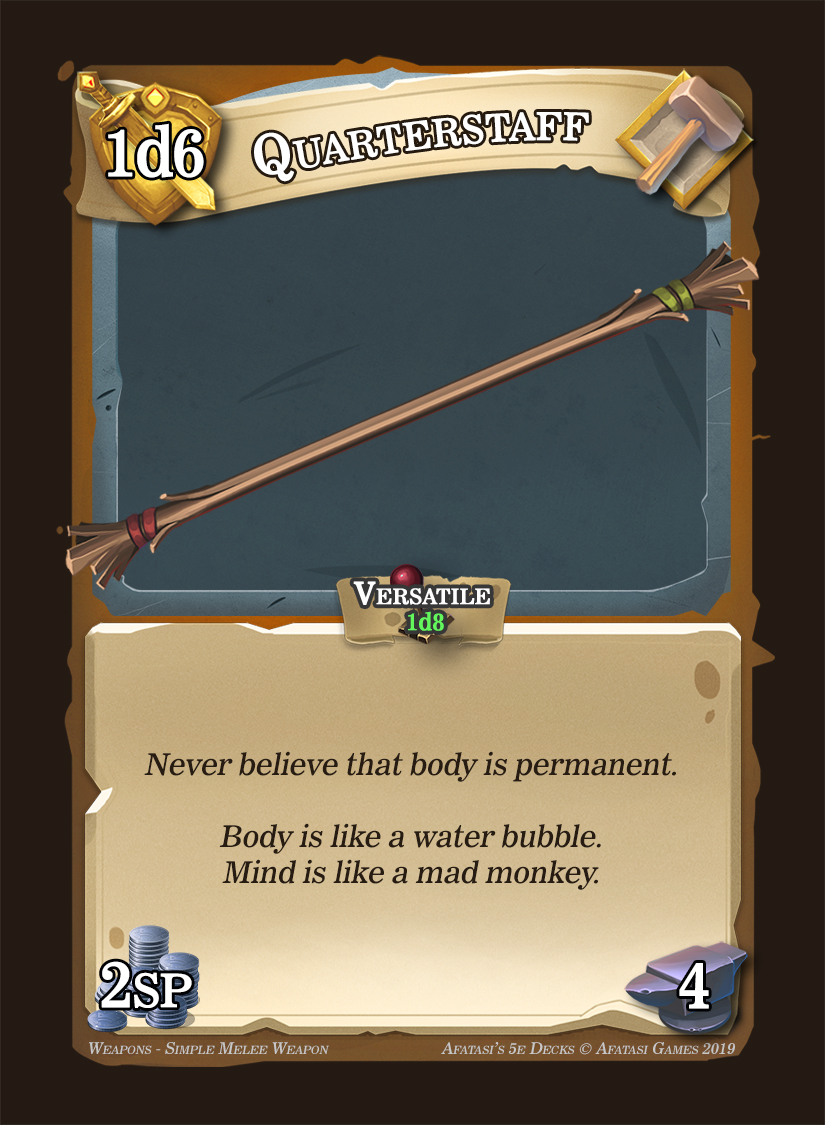 1d6
Quarterstaff
Versatile
1d8
Never believe that body is permanent.
Body is like a water bubble.
Mind is like a mad monkey.
2SP
4
Weapons - Simple Melee Weapon
Afatasi's 5e Decks © Afatasi Games 2019